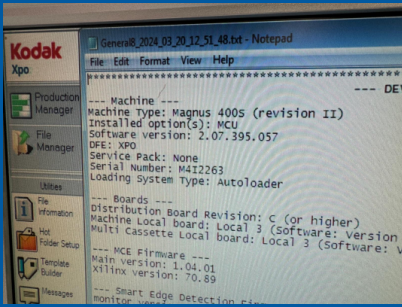 Kodak
Xpo
Production
Manager
File
Manager
Utilities
File
Information
Hot
Folder Setup
Template
Builder
Messages
General8_2024_03_20_12_51_48.txt - Notepad
File Edit Format View Help
--- DEV
--- Machine ---
Machine Type: Magnus 400S (revision II)
Installed option(s): MCU
Software version: 2.07.395.057
DFE: XPO
Service Pack: None
Serial Number: M4I2263
Loading System Type: Autoloader
--- Boards ---
Distribution Board Revision: C (or higher)
Machine Local board: Local 3 (Software: Version
Multi Cassette Local board: Local 3 (Software: V
--- MCE Firmware ---
Main version: 1.04.01
Xilinx version: 70.89
--- Smart Edge Detection
monitor